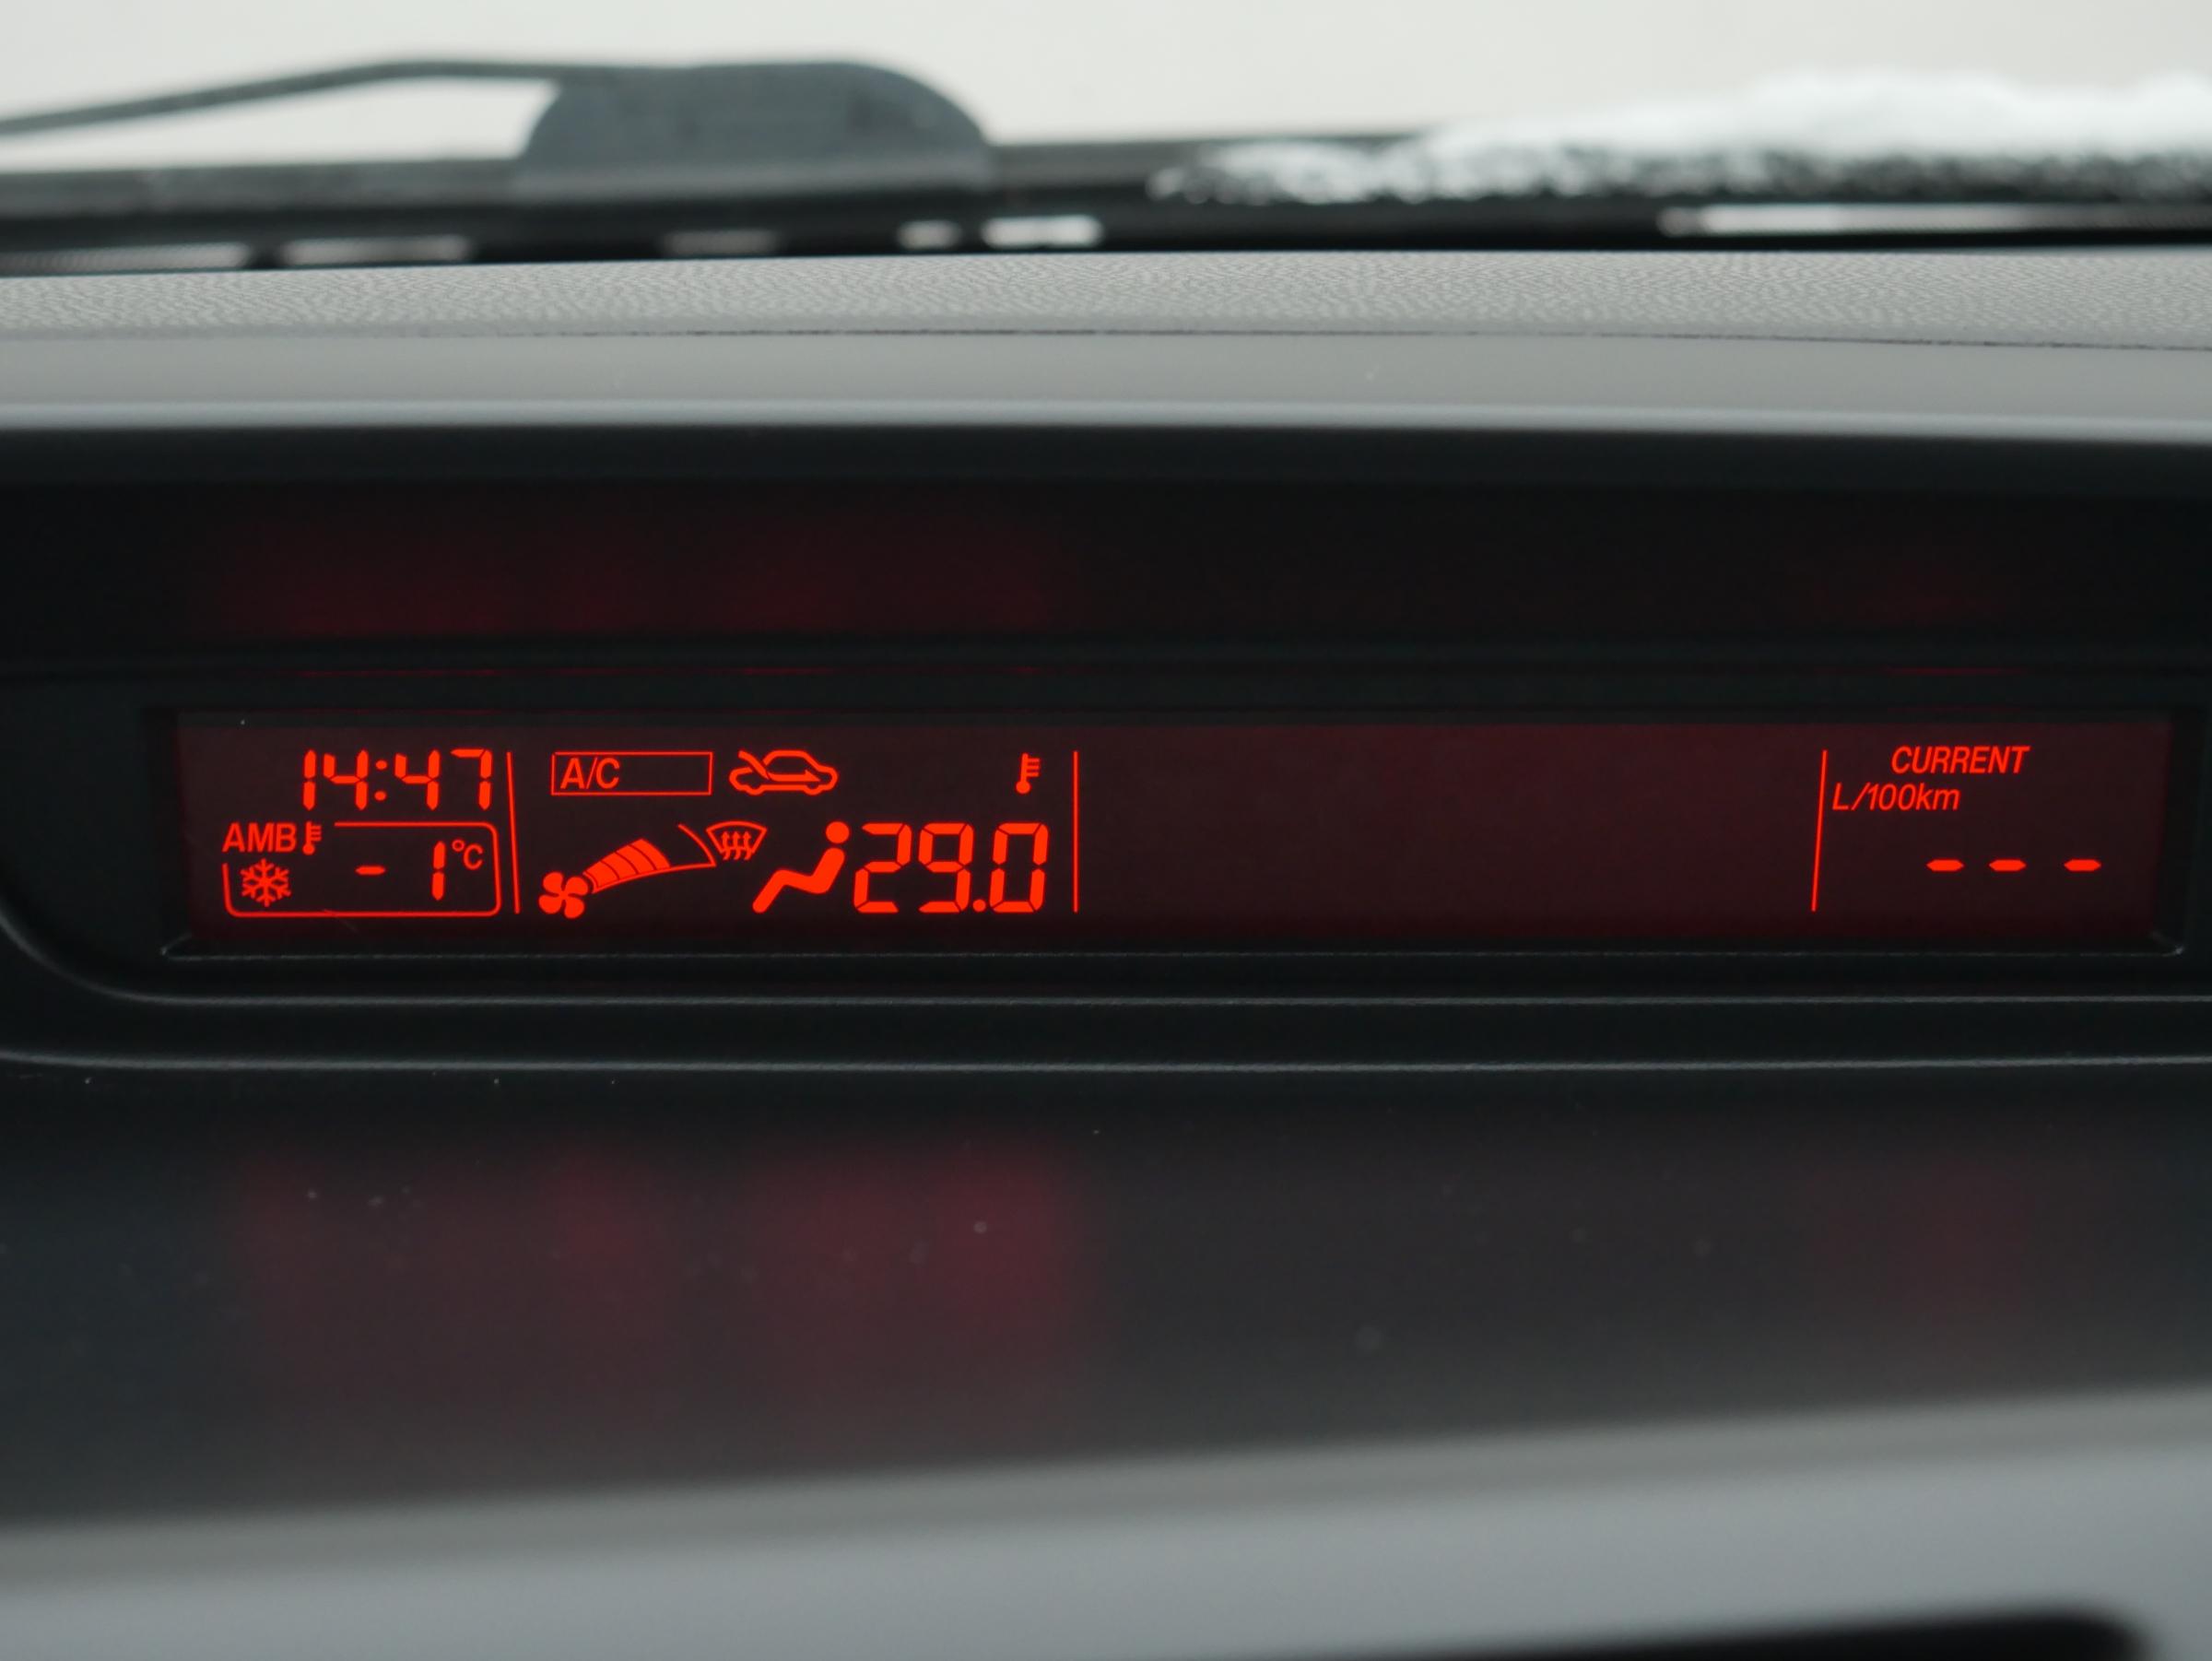 14:47
A/C
AMB
- 1°C
29.0
CURRENT
L/100km
- - -